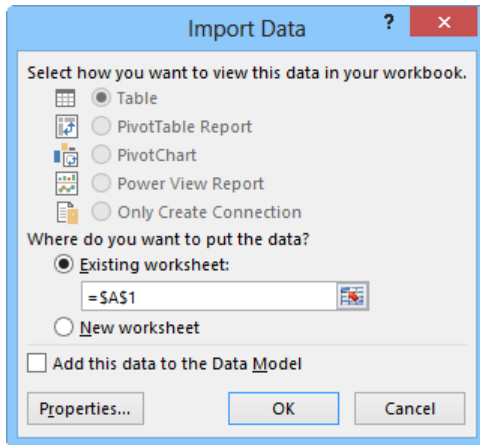 Import Data
?
×
Select how you want to view this data in your workbook.
Table
PivotTable Report
PivotChart
Power View Report
Only Create Connection
Where do you want to put the data?
Existing worksheet:
=$A$1
New worksheet
Add this data to the Data Model
Properties... OK Cancel